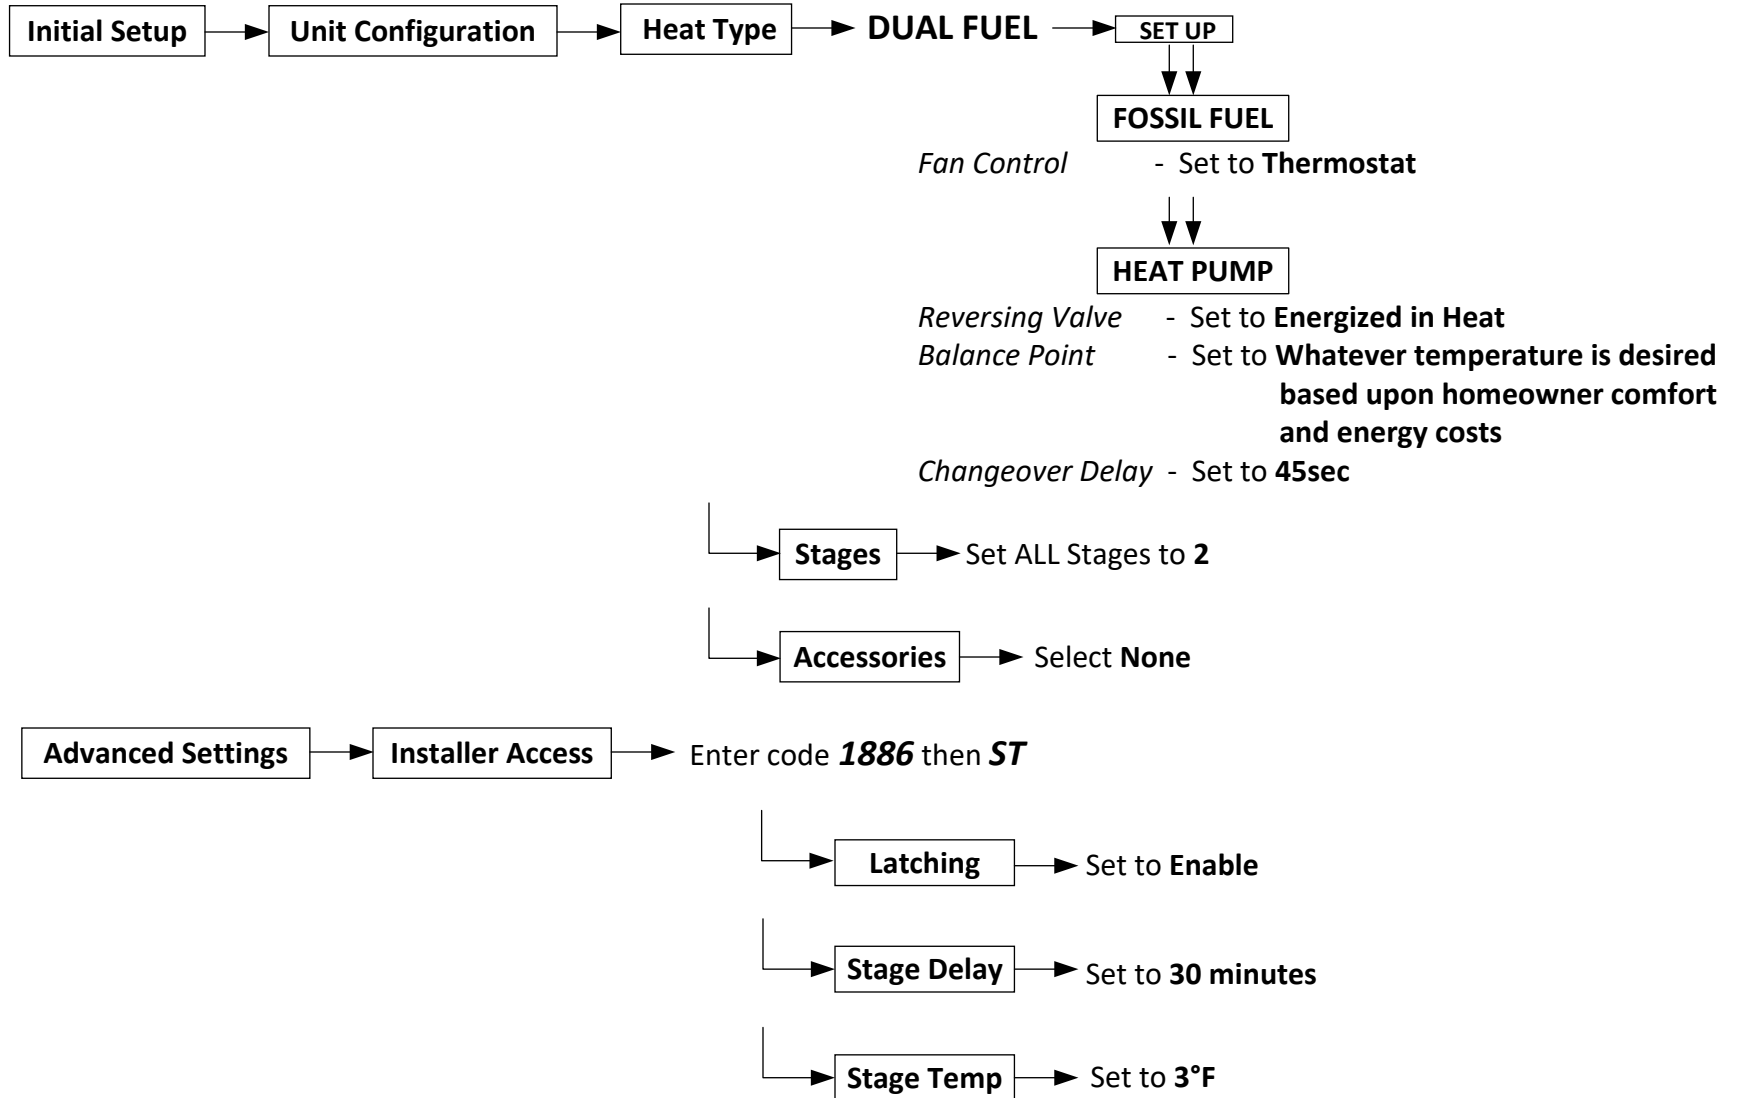 Initial Setup Unit Configuration Heat Type DUAL FUEL SET UP
FOSSIL FUEL
Fan Control - Set to Thermostat
HEAT PUMP
Reversing Valve - Set to Energized in Heat
Balance Point - Set to Whatever temperature is desired
based upon homeowner comfort
and energy costs
Changeover Delay - Set to 45sec
Stages Set ALL Stages to 2
Accessories Select None
Advanced Settings Installer Access Enter code 1886 then ST
Latching Set to Enable
Stage Delay Set to 30 minutes
Stage Temp Set to 3°F